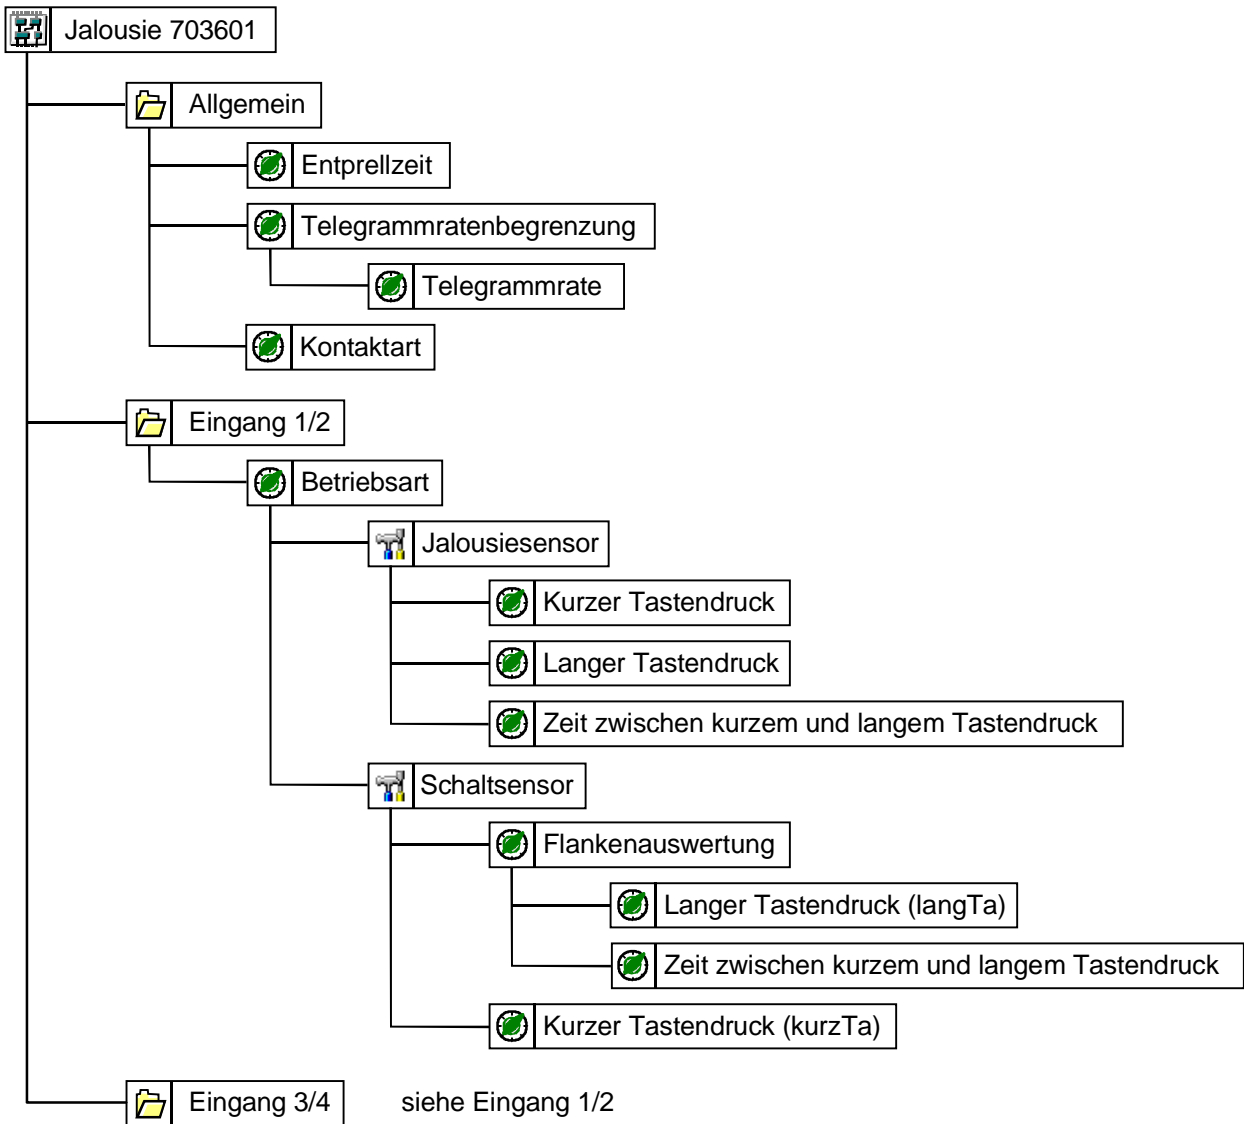 Jalousie 703601
Allgemein
Entprellzeit
Telegrammratenbegrenzung
Telegrammrate
Kontaktart
Eingang 1/2
Betriebsart
Jalousiesensor
Kurzer Tastendruck
Langer Tastendruck
Zeit zwischen kurzem und langem Tastendruck
Schaltsensor
Flankenauswertung
Langer Tastendruck (langTa)
Zeit zwischen kurzem und langem Tastendruck
Kurzer Tastendruck (kurzTa)
Eingang 3/4 siehe Eingang 1/2